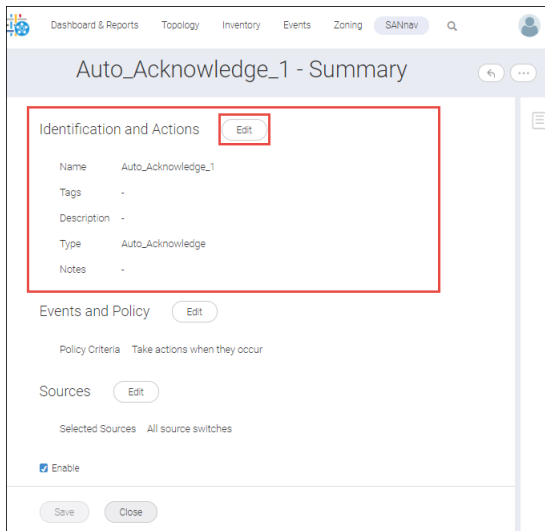 Dashboard & Reports Topology Inventory Events Zoning SANnav
Auto_Acknowledge_1 - Summary
Identification and Actions Edit
Name Auto_Acknowledge_1
Tags -
Description -
Type Auto_Acknowledge
Notes -
Events and Policy Edit
Policy Criteria Take actions when they occur
Sources Edit
Selected Sources All source switches
Enable
Save Close